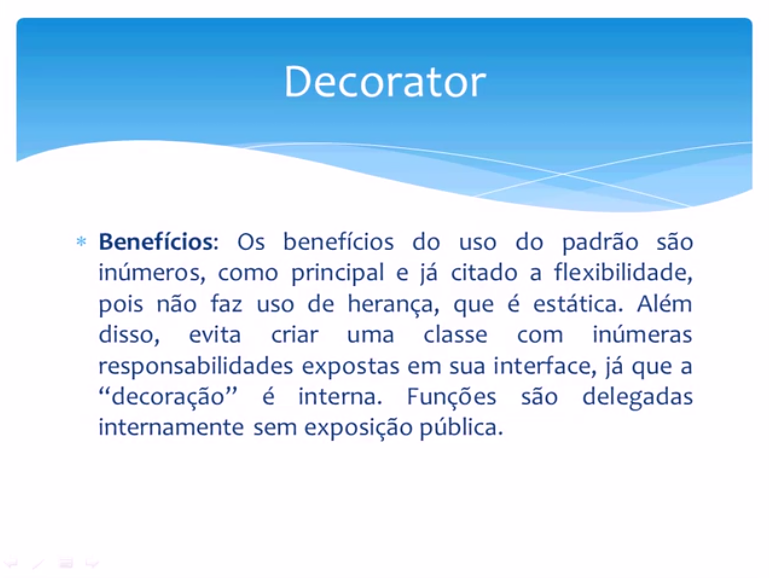 Decorator
* Benefícios: Os benefícios do uso do padrão são
inúmeros, como principal e já citado a flexibilidade,
pois não faz uso de herança, que é estática. Além
disso, evita criar uma classe com inúmeras
responsabilidades expostas em sua interface, já que a
“decoração” é interna. Funções são delegadas
internamente sem exposição pública.